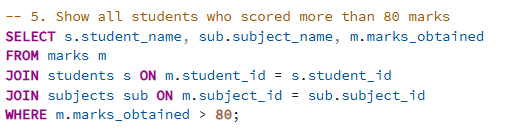 -- 5. Show all students who scored more than 80 marks
SELECT s.student_name, sub.subject_name, m.marks_obtained
FROM marks m
JOIN students s ON m.student_id = s.student_id
JOIN subjects sub ON m.subject_id = sub.subject_id
WHERE m.marks_obtained > 80;